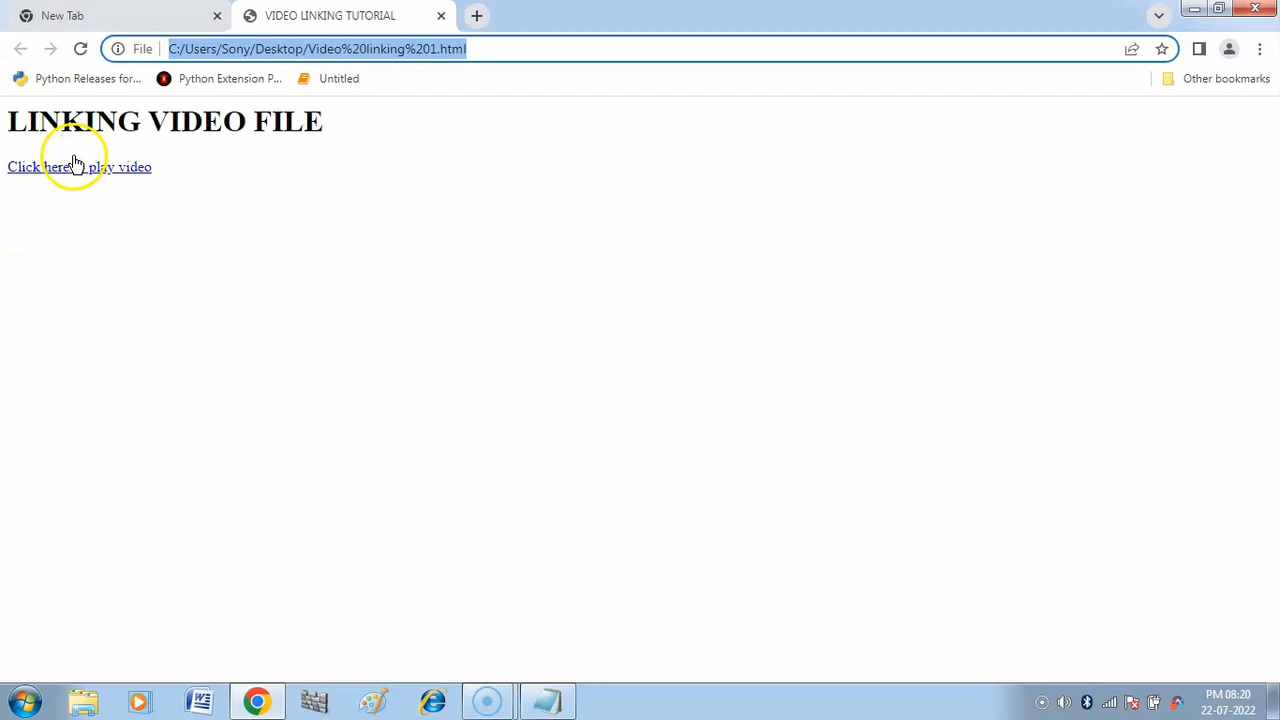 New Tab
VIDEO LINKING TUTORIAL
File
C:/Users/Sony/Desktop/Video%20linking%201.html
Python Releases for...
Python Extension P...
Untitled
Other bookmarks
LINKING VIDEO FILE
Click here play video
PM 08:20
22-07-2022